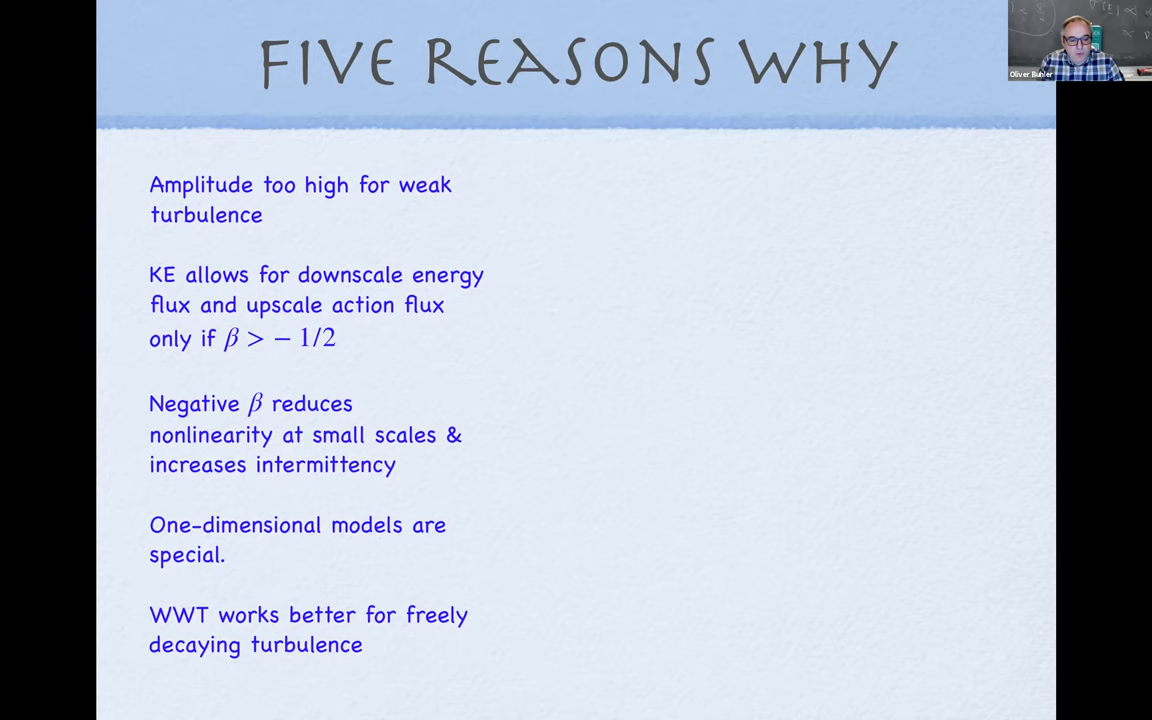 FIVE REASONS WHY
Oliver Buhler
Amplitude too high for weak
turbulence
KE allows for downscale energy
flux and upscale action flux
only if β > − 1/2
Negative β reduces
nonlinearity at small scales &
increases intermittency
One-dimensional models are
special.
WWT works better for freely
decaying turbulence